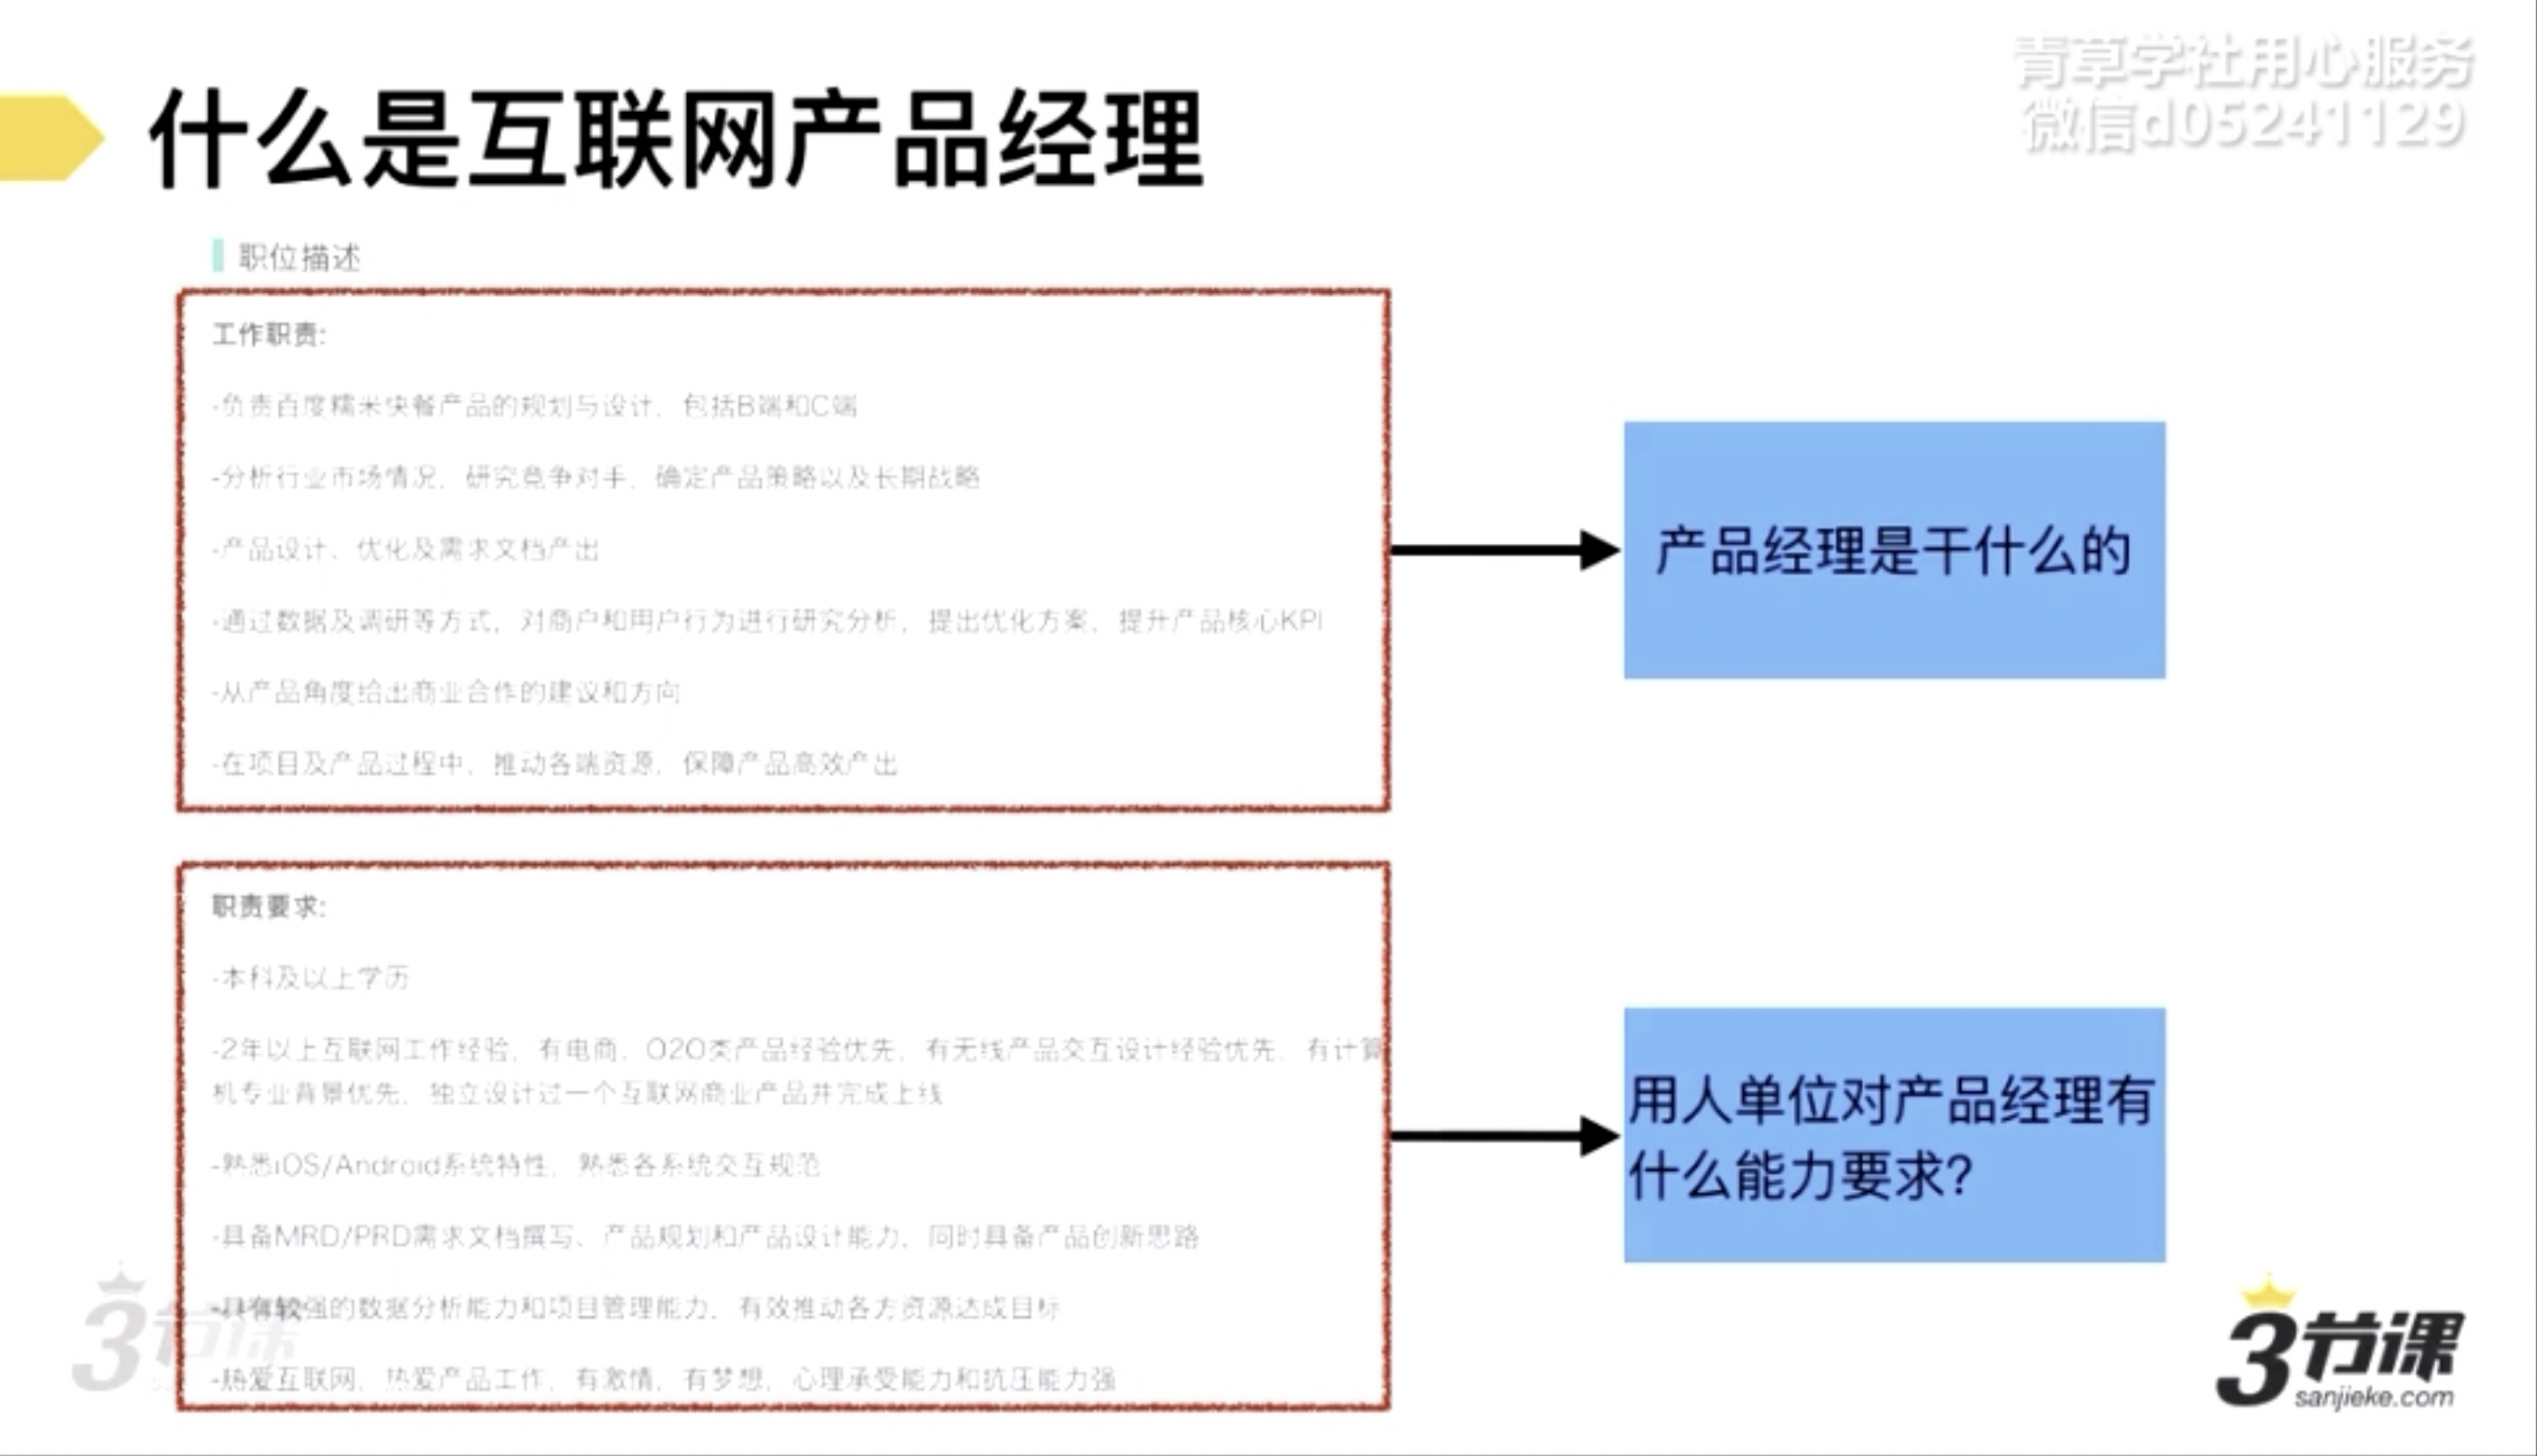 青草学社用心服务
微信d05241129
什么是互联网产品经理
职位描述
工作职责:
-负责百度糯米快餐产品的规划与设计，包括B端和C端
-分析行业市场情况，研究竞争对手，确定产品策略以及长期战略
-产品设计、优化及需求文档产出
-通过数据及调研等方式，对商户和用户行为进行研究分析，提出优化方案，提升产品核心KPI
-从产品角度给出商业合作的建议和方向
-在项目及产品过程中，推动各端资源，保障产品高效产出
产品经理是干什么的
职责要求:
-本科及以上学历
-2年以上互联网工作经验，有电商、O2O类产品经验优先，有无线产品交互设计经验优先，有计算
机专业背景优先，独立设计过一个互联网商业产品并完成上线
-熟悉iOS/Android系统特性，熟悉各系统交互规范
-具备MRD/PRD需求文档撰写、产品规划和产品设计能力，同时具备产品创新思路
-具有较强的数据分析能力和项目管理能力，有效推动各方资源达成目标
-热爱互联网，热爱产品工作，有激情，有梦想，心理承受能力和抗压能力强
用人单位对产品经理有
什么能力要求?
3节课
3节课
sanjieke.com